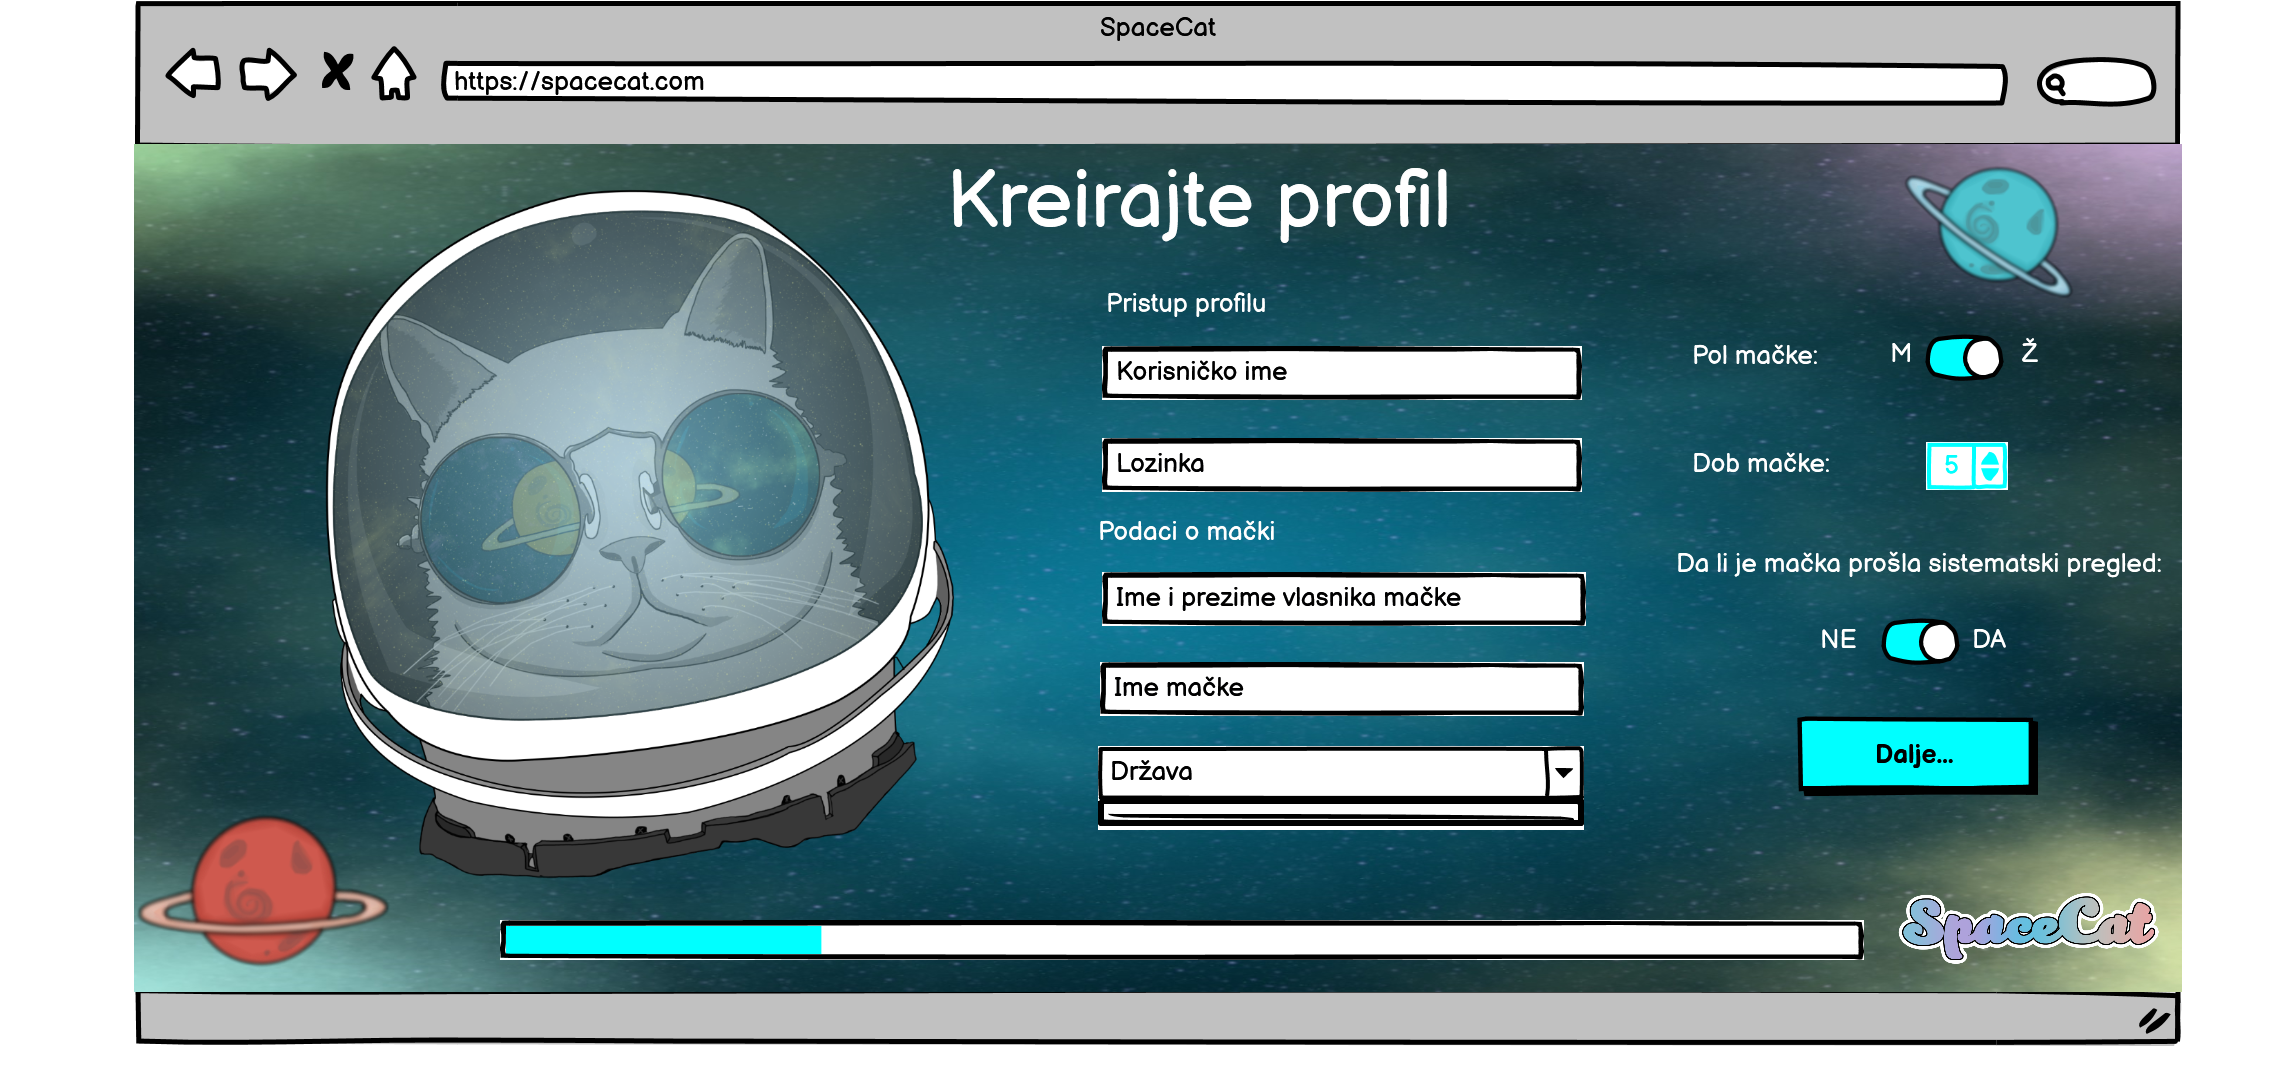 SpaceCat
https://spacecat.com
Kreirajte profil
Pristup profilu
Korisničko ime
Lozinka
Podaci o mački
Ime i prezime vlasnika mačke
Ime mačke
Država
Pol mačke: M Ž
Dob mačke: 5
Da li je mačka prošla sistematski pregled:
NE DA
Dalje...
SpaceCat